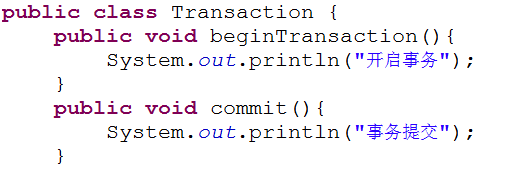 public class Transaction {
    public void beginTransaction(){
        System.out.println("开启事务");
    }
    public void commit(){
        System.out.println("事务提交");
    }